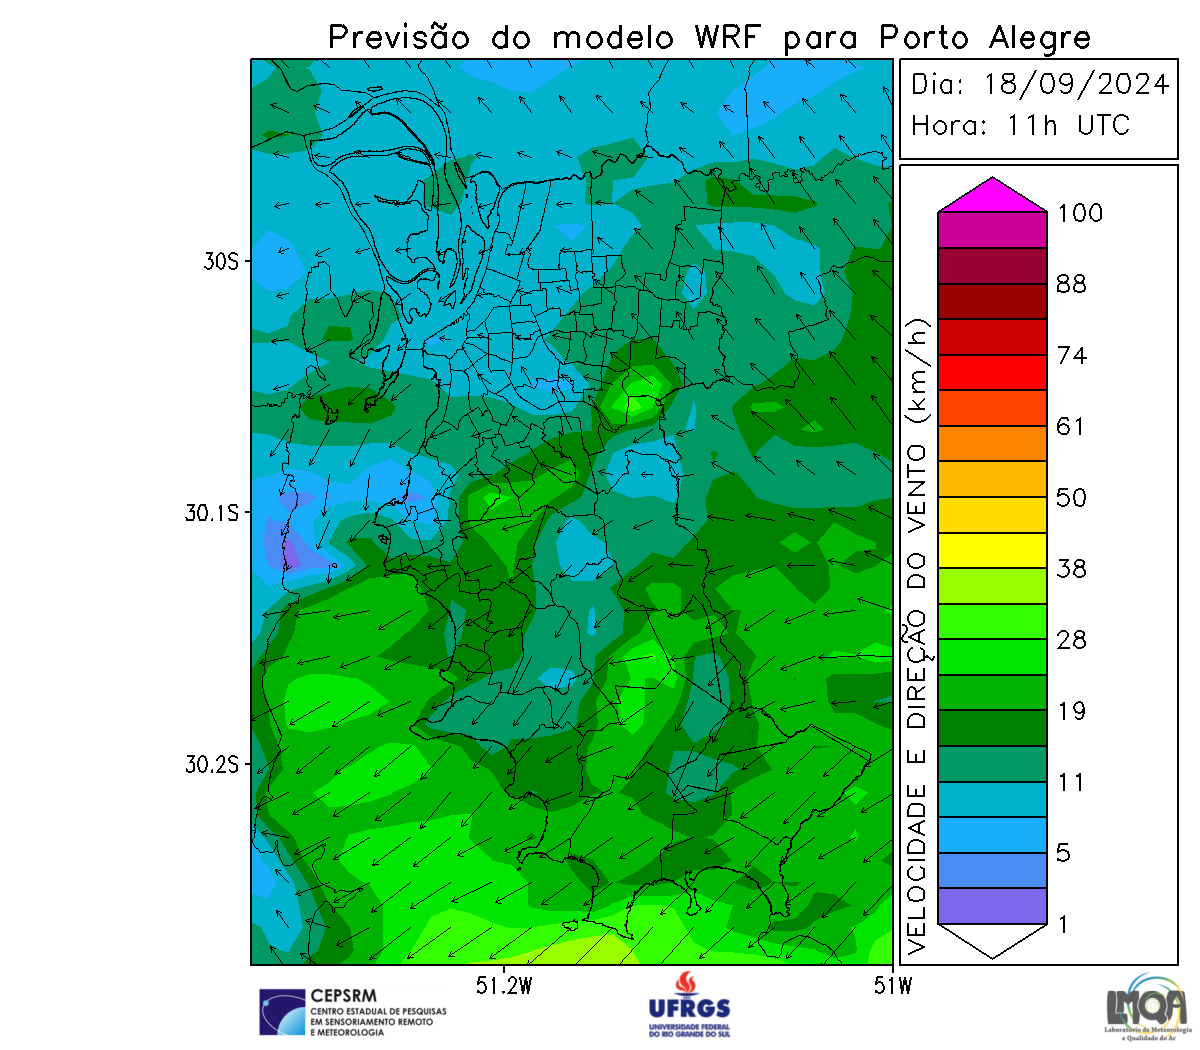 Previsão do modelo WRF para Porto Alegre
Dia: 18/09/2024
Hora: 11h UTC
100
88
74
61
50
38
28
19
11
5
1
VELOCIDADE E DIREÇÃO DO VENTO (km/h)
30S
30.1S
30.2S
51.2W
51W
CEPSRM
CENTRO ESTADUAL DE PESQUISAS
EM SENSORIAMENTO REMOTO
E METEOROLOGIA
UFRGS
UNIVERSIDADE FEDERAL
DO RIO GRANDE DO SUL
LMQA
Laboratório de Meteorologia
e Qualidade do Ar